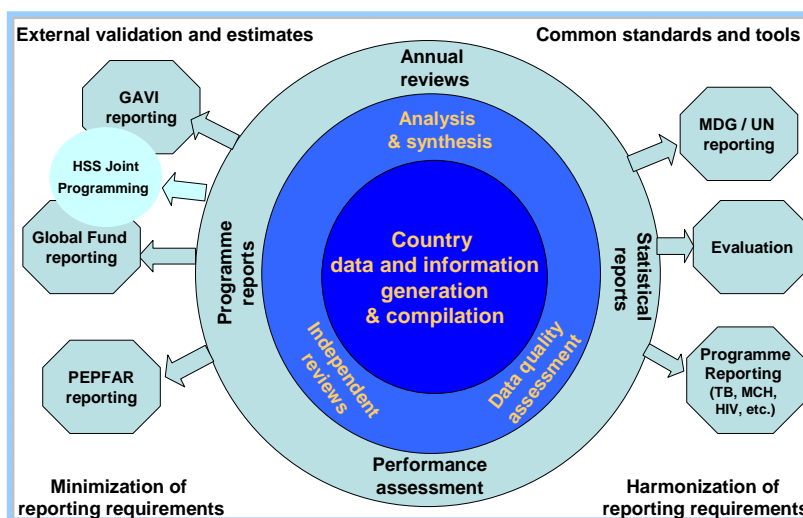 External validation and estimates
Common standards and tools
Annual
reviews
GAVI
reporting
HSS Joint
Programming
Global Fund
reporting
PEPFAR
reporting
Programme
reports
Analysis
& synthesis
Country
data and information
generation
& compilation
Independent
reviews
Data quality
assessment
Statistical
reports
Performance
assessment
MDG / UN
reporting
Evaluation
Programme
Reporting
(TB, MCH,
HIV, etc.)
Minimization of
reporting requirements
Harmonization of
reporting requirements